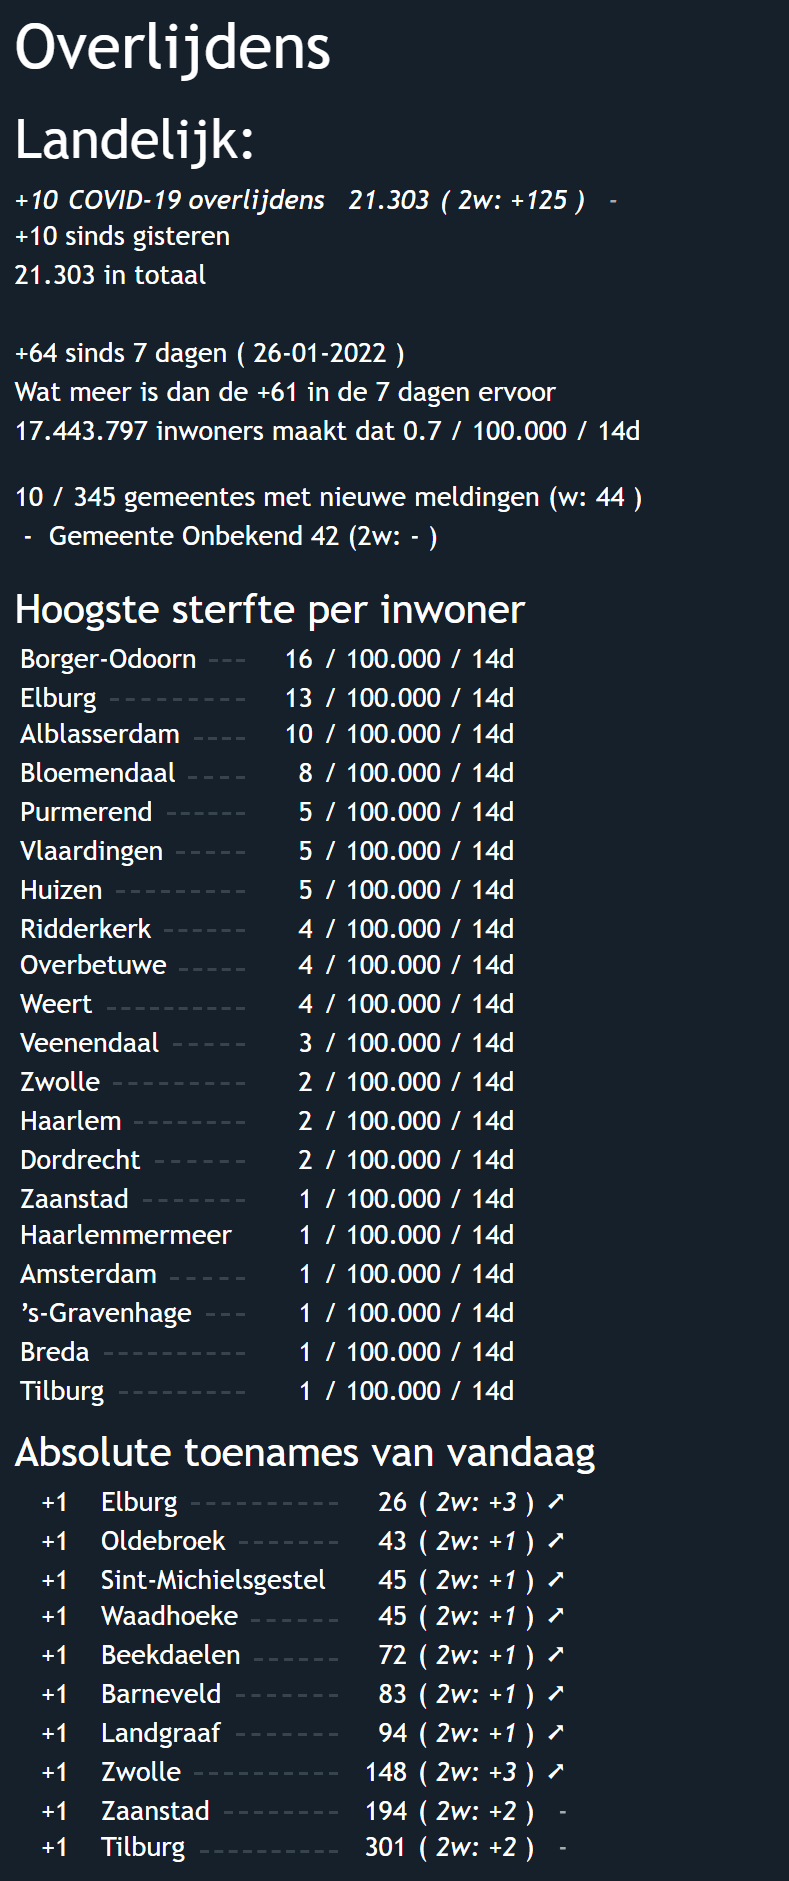 Overlijdens
Landelijk:
+10 COVID-19 overlijdens 21.303 ( 2w: +125 ) -
+10 sinds gisteren
21.303 in totaal
+64 sinds 7 dagen ( 26-01-2022 )
Wat meer is dan de +61 in de 7 dagen ervoor
17.443.797 inwoners maakt dat 0.7 / 100.000 / 14d
10 / 345 gemeentes met nieuwe meldingen (w: 44 )
- Gemeente Onbekend 42 (2w: - )
Hoogste sterfte per inwoner
Borger-Odoorn --- 16 / 100.000 / 14d
Elburg --------- 13 / 100.000 / 14d
Alblasserdam ---- 10 / 100.000 / 14d
Bloemendaal ---- 8 / 100.000 / 14d
Purmerend ------ 5 / 100.000 / 14d
Vlaardingen ----- 5 / 100.000 / 14d
Huizen --------- 5 / 100.000 / 14d
Ridderkerk ------ 4 / 100.000 / 14d
Overbetuwe ----- 4 / 100.000 / 14d
Weert ---------- 4 / 100.000 / 14d
Veenendaal ----- 3 / 100.000 / 14d
Zwolle --------- 2 / 100.000 / 14d
Haarlem -------- 2 / 100.000 / 14d
Dordrecht ------ 2 / 100.000 / 14d
Zaanstad ------- 1 / 100.000 / 14d
Haarlemmermeer 1 / 100.000 / 14d
Amsterdam ----- 1 / 100.000 / 14d
’s-Gravenhage --- 1 / 100.000 / 14d
Breda ---------- 1 / 100.000 / 14d
Tilburg --------- 1 / 100.000 / 14d
Absolute toenames van vandaag
+1 Elburg ---------- 26 ( 2w: +3 ) ➚
+1 Oldebroek ------- 43 ( 2w: +1 ) ➚
+1 Sint-Michielsgestel 45 ( 2w: +1 ) ➚
+1 Waadhoeke ------ 45 ( 2w: +1 ) ➚
+1 Beekdaelen ------ 72 ( 2w: +1 ) ➚
+1 Barneveld ------- 83 ( 2w: +1 ) ➚
+1 Landgraaf ------- 94 ( 2w: +1 ) ➚
+1 Zwolle ---------- 148 ( 2w: +3 ) ➚
+1 Zaanstad -------- 194 ( 2w: +2 ) -
+1 Tilburg ---------- 301 ( 2w: +2 ) -